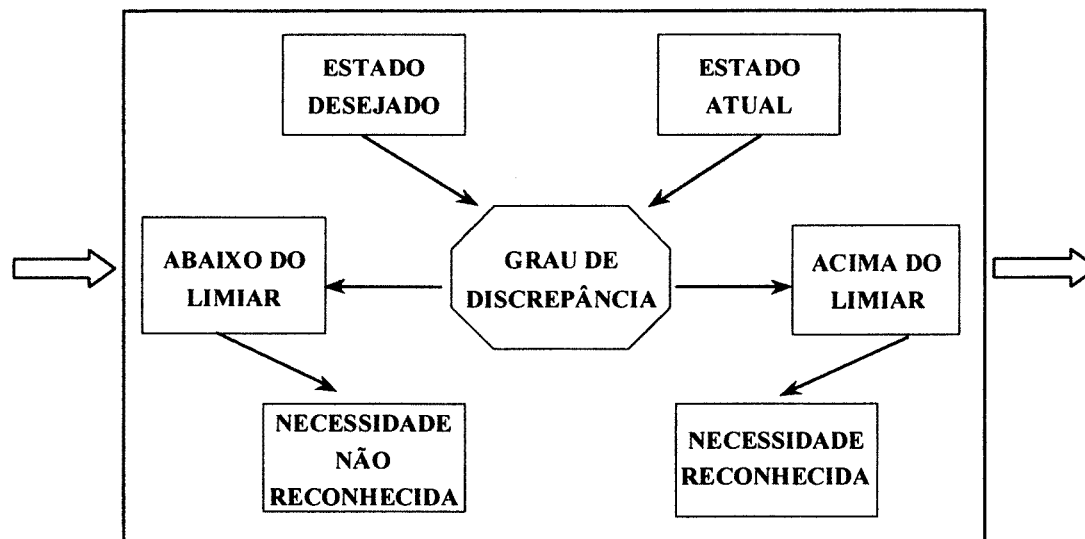 ESTADO
DESEJADO
ESTADO
ATUAL
ABAIXO DO
LIMIAR
GRAU DE
DISCREPÂNCIA
ACIMA DO
LIMIAR
NECESSIDADE
NÃO
RECONHECIDA
NECESSIDADE
RECONHECIDA